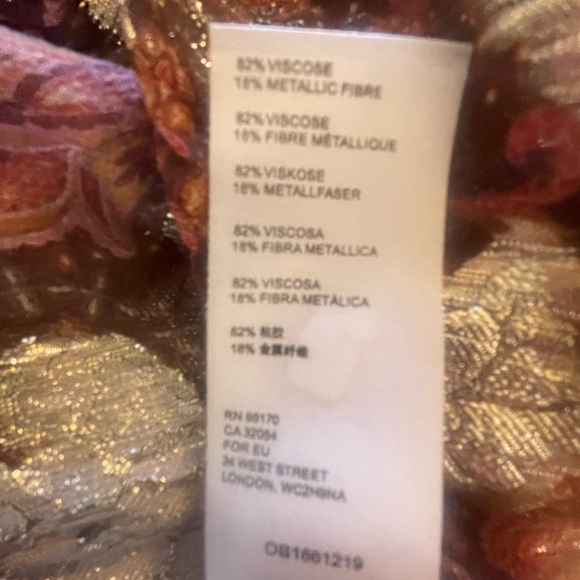 82% VISCOSE
18% METALLIC FIBRE
82% VISCOSE
18% FIBRE MÉTALLIQUE
82% VISKOSE
18% METALLFASER
82% VISCOSA
18% FIBRA METALLICA
82% VISCOSA
18% FIBRA METÁLICA
82% 粘胶
18% 金属纤维
RN
CA 32094
FOR EU
34 WEST STREET
LONDON, WC2H9NA
OB1661219